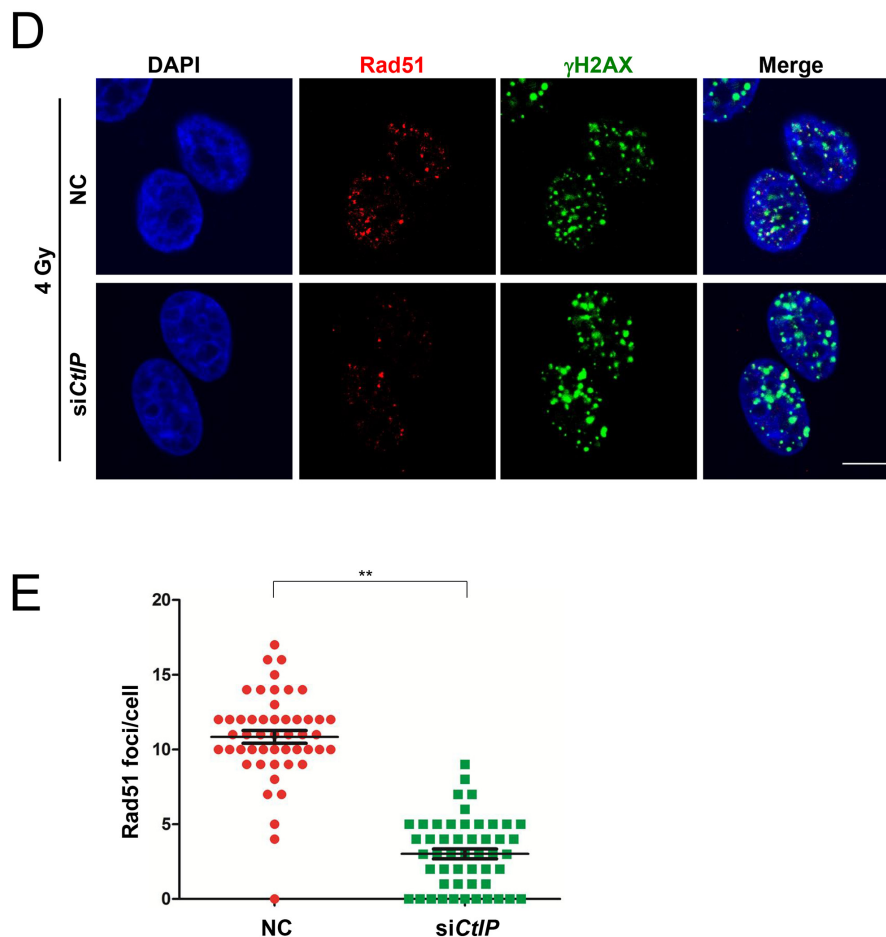 D
DAPI Rad51 γH2AX Merge
4 Gy
NC
siCtIP
E
**
Rad51 foci/cell
20
15
10
5
0
NC siCtIP